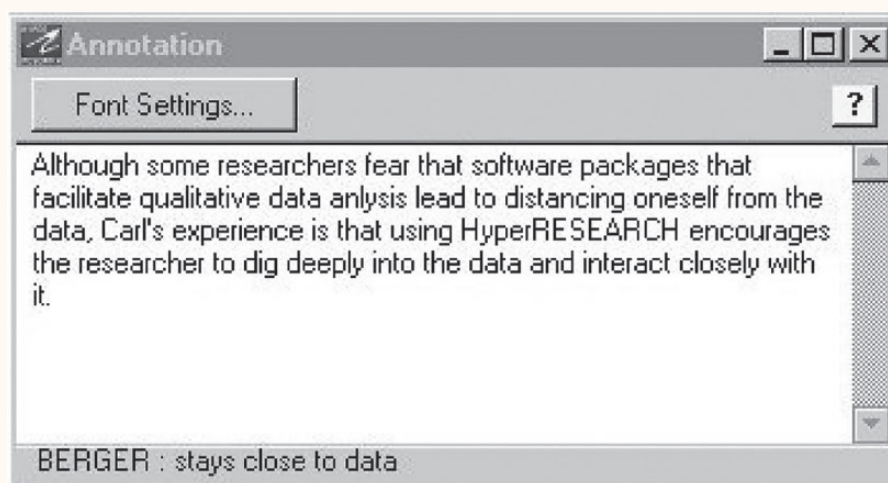 Annotation
Font Settings...
?
Although some researchers fear that software packages that
facilitate qualitative data anlysis lead to distancing oneself from the
data, Carl's experience is that using HyperRESEARCH encourages
the researcher to dig deeply into the data and interact closely with
it.
BERGER : stays close to data